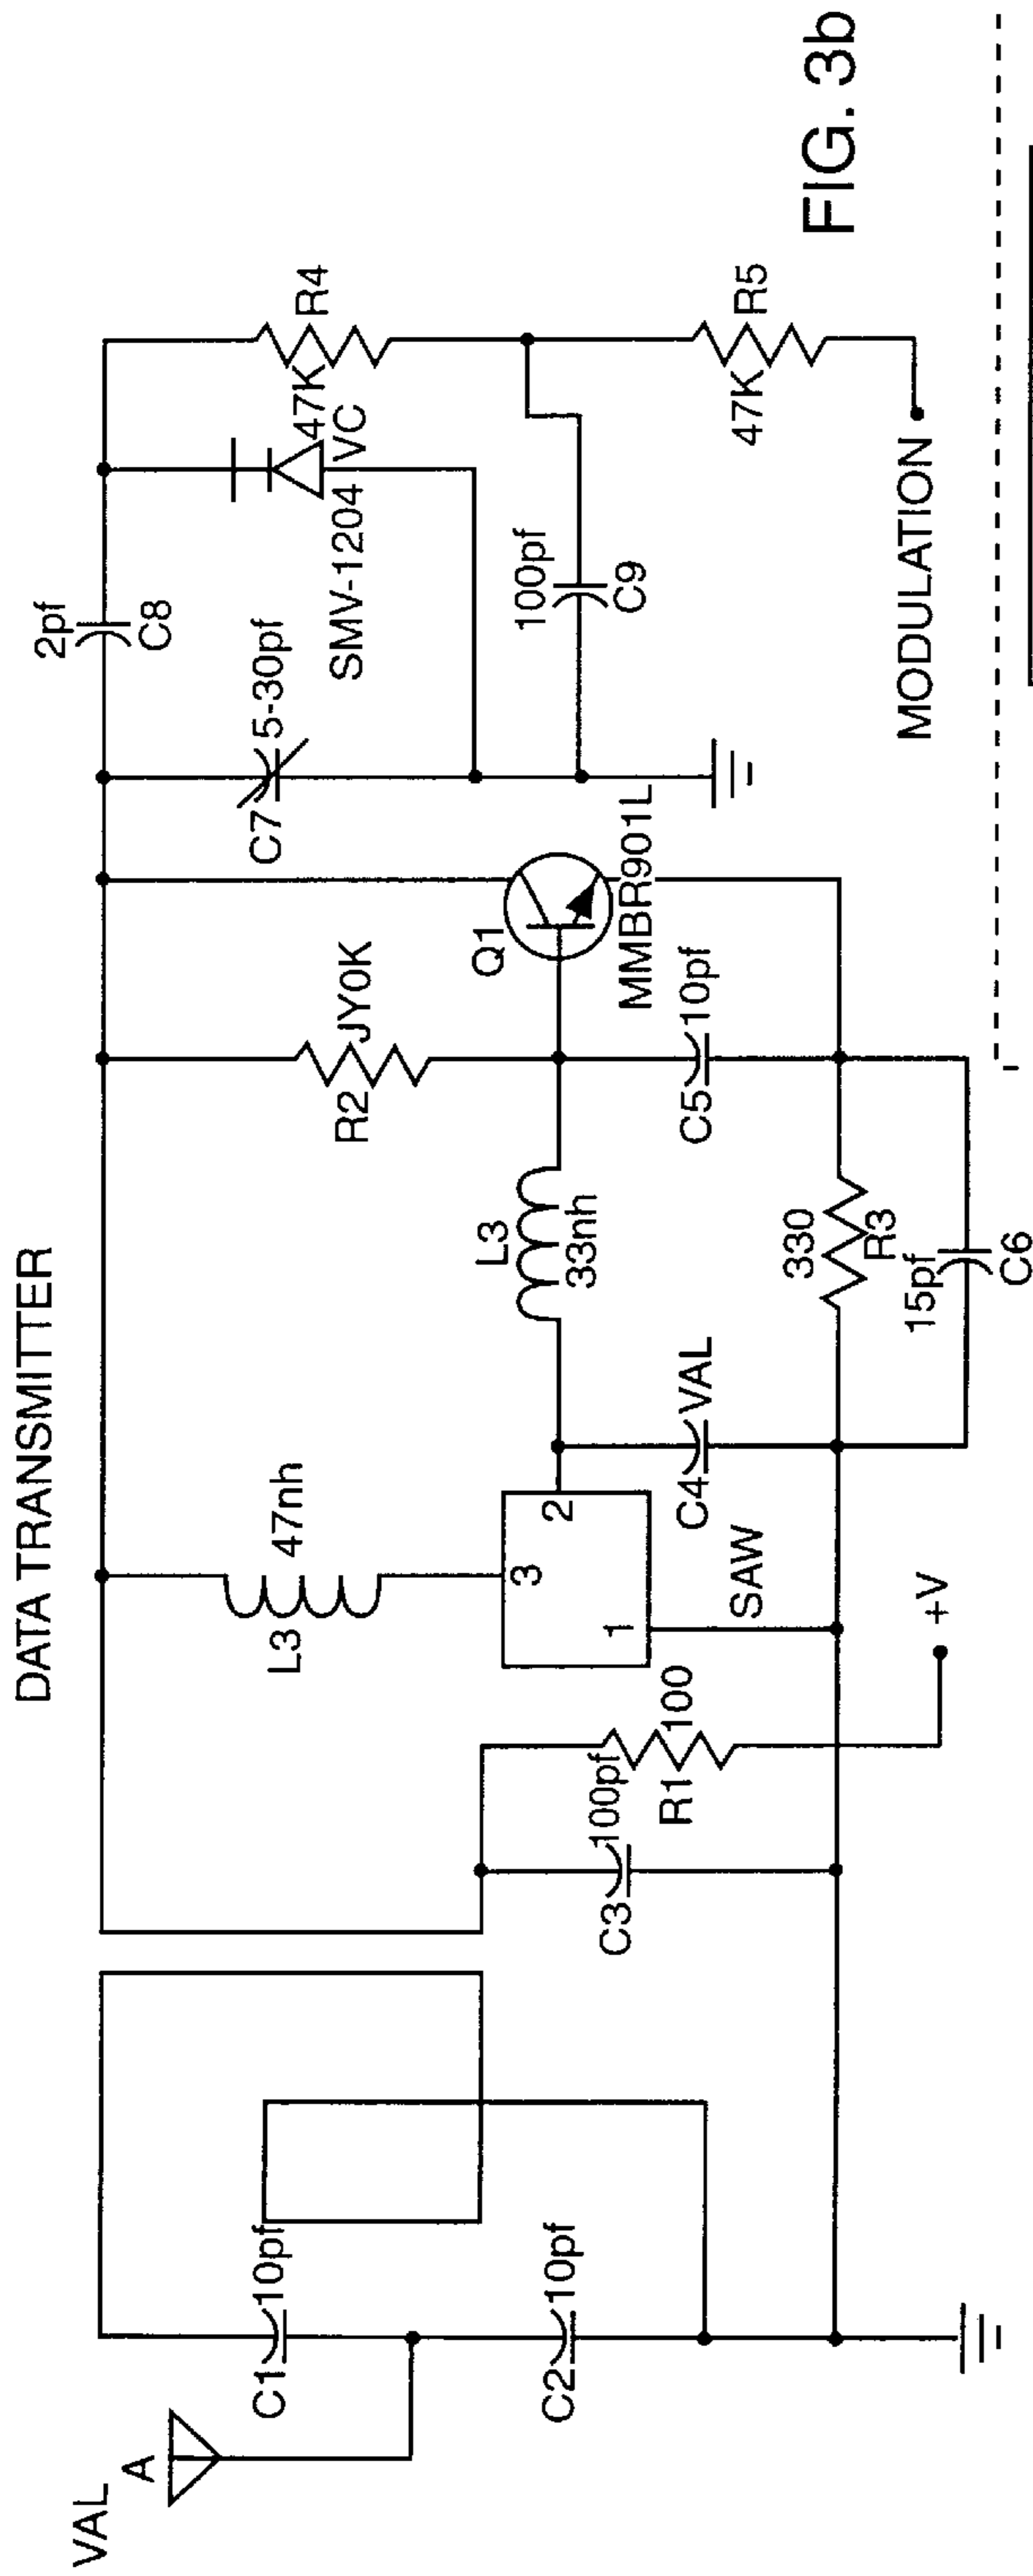 DATA TRANSMITTER
VAL
A
C1
10pf
C2
10pf
C3
100pf
R1
100
+V
L3
47nh
3
2
1
SAW
C4
VAL
L3
33nh
R2
JY0K
C5
10pf
330
R3
15pf
C6
Q1
MMBR901L
C7
5-30pf
2pf
C8
SMV-1204
VC
47K
R4
100pf
C9
47K
R5
MODULATION
FIG. 3b